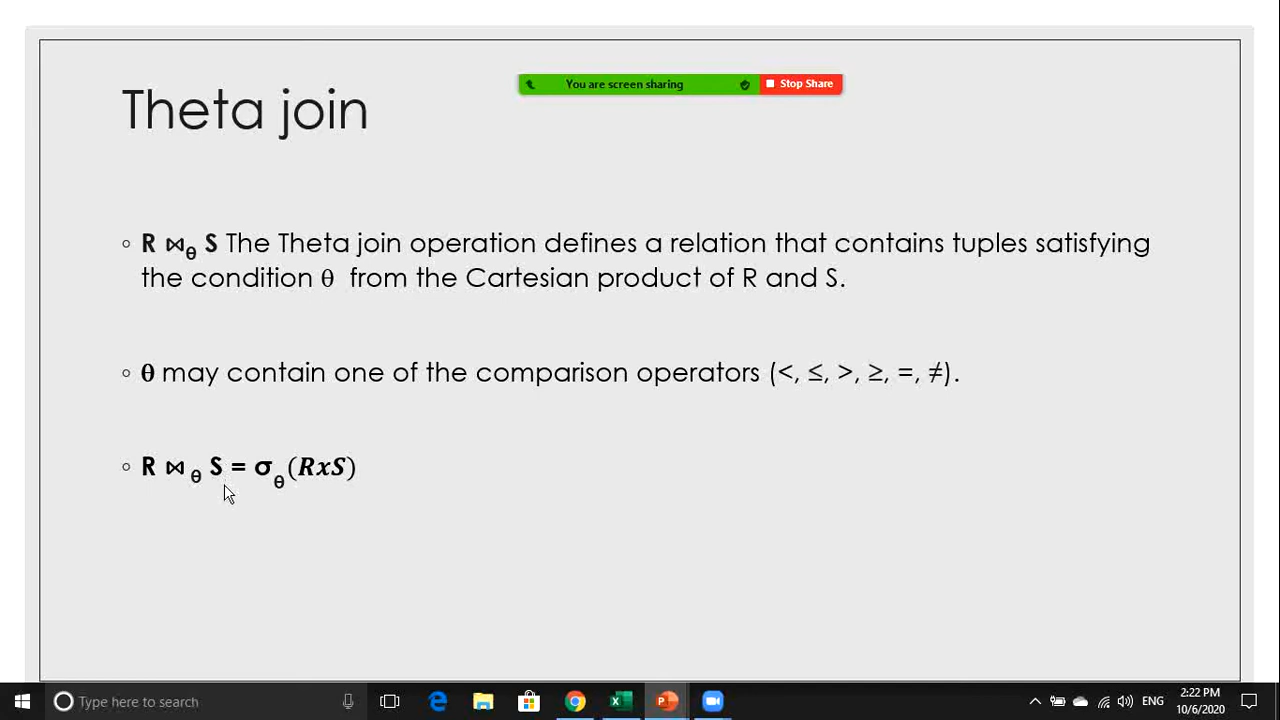 You are screen sharing
Stop Share
Theta join
◦ R ⋈θ S The Theta join operation defines a relation that contains tuples satisfying
the condition θ from the Cartesian product of R and S.
◦ θ may contain one of the comparison operators (<, ≤, >, ≥, =, ≠).
◦ R ⋈ θ S = σθ(RxS)
Type here to search
ENG
2:22 PM
10/6/2020